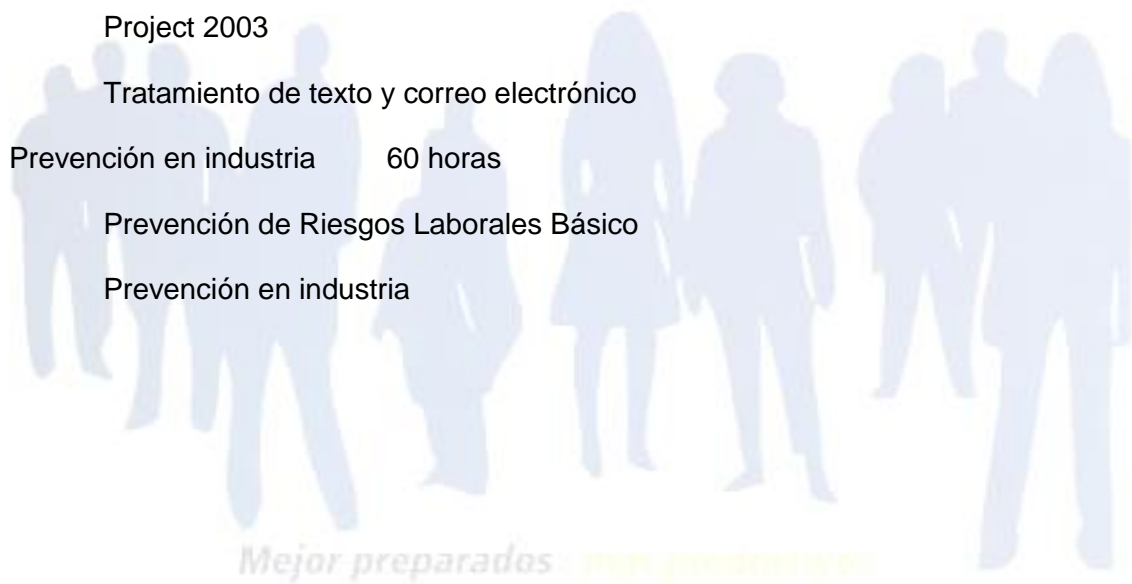 Project 2003
Tratamiento de texto y correo electrónico
Prevención en industria 60 horas
Prevención de Riesgos Laborales Básico
Prevención en industria
Mejor preparados